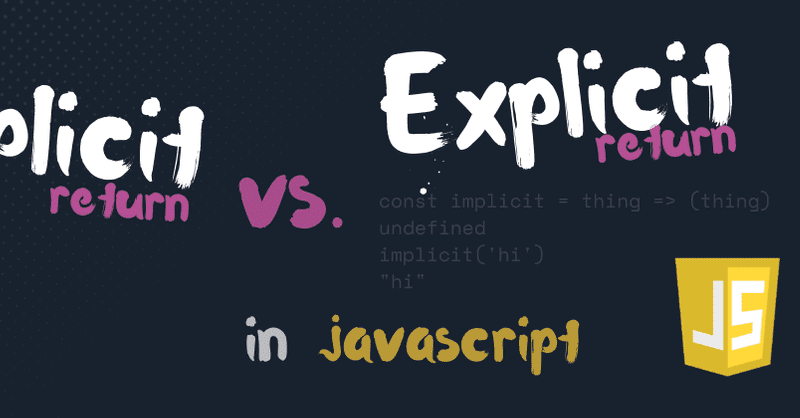 plicit
return
vs.
Explicit
return
const implicit = thing => (thing)
undefined
implicit('hi')
"hi"
in javascript
JS